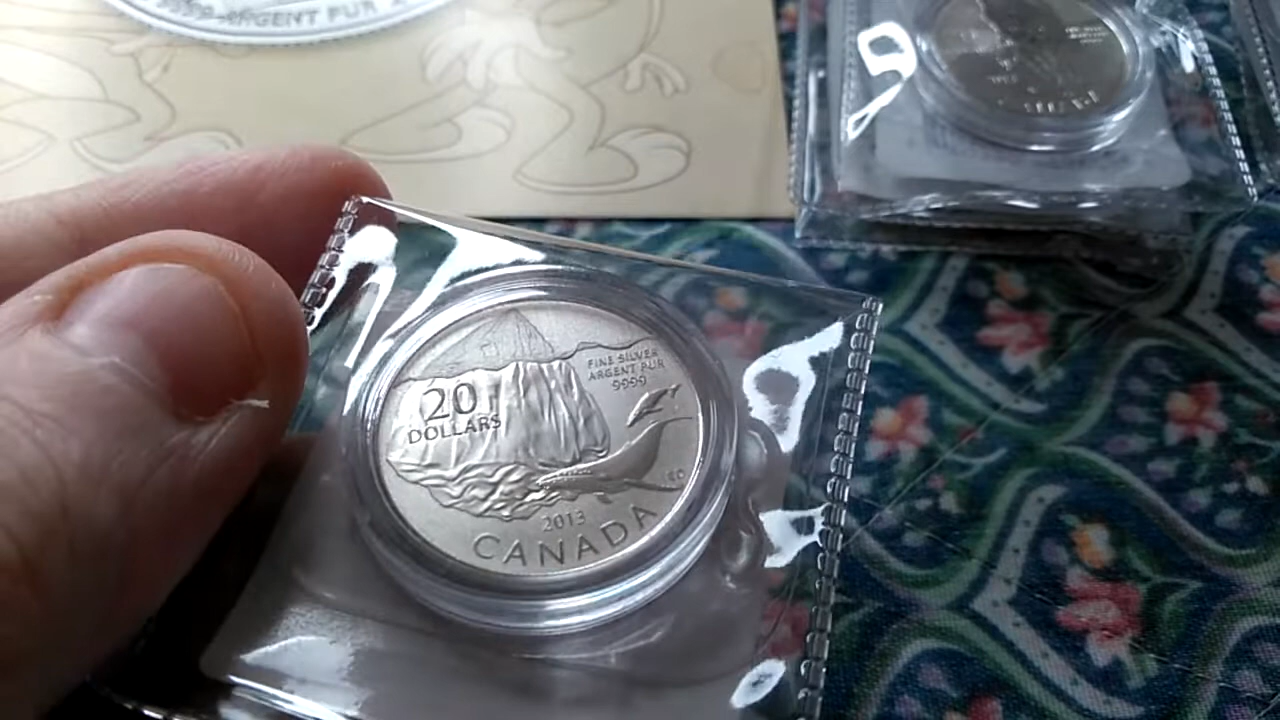 ARGENT PUR
20
DOLLARS
FINE SILVER
ARGENT PUR
9999
2013
CANADA